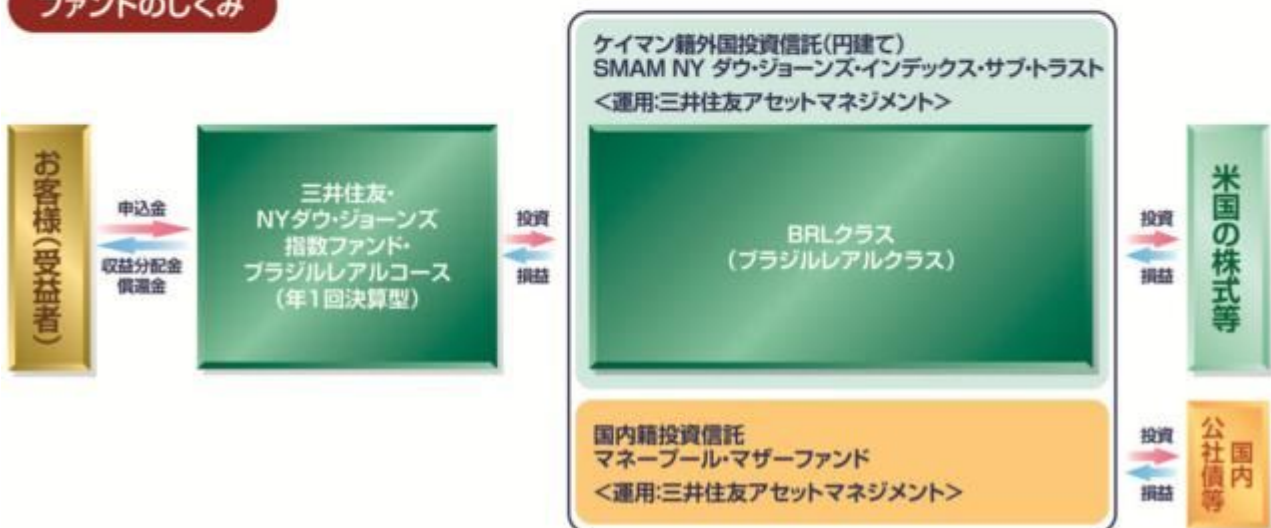 ファンドのしくみ
ケイマン籍外国投資信託(円建て)
SMAM NY ダウ・ジョーンズ・インデックス・サブ・トラスト
<運用:三井住友アセットマネジメント>
お客様(受益者)
申込金
収益分配金
償還金
三井住友・
NYダウ・ジョーンズ
指数ファンド・
ブラジルレアルコース
(年1回決算型)
投資
損益
BRLクラス
(ブラジルレアルクラス)
投資
損益
米国の株式等
国内籍投資信託
マネープール・マザーファンド
<運用:三井住友アセットマネジメント>
投資
損益
国内
公社債等